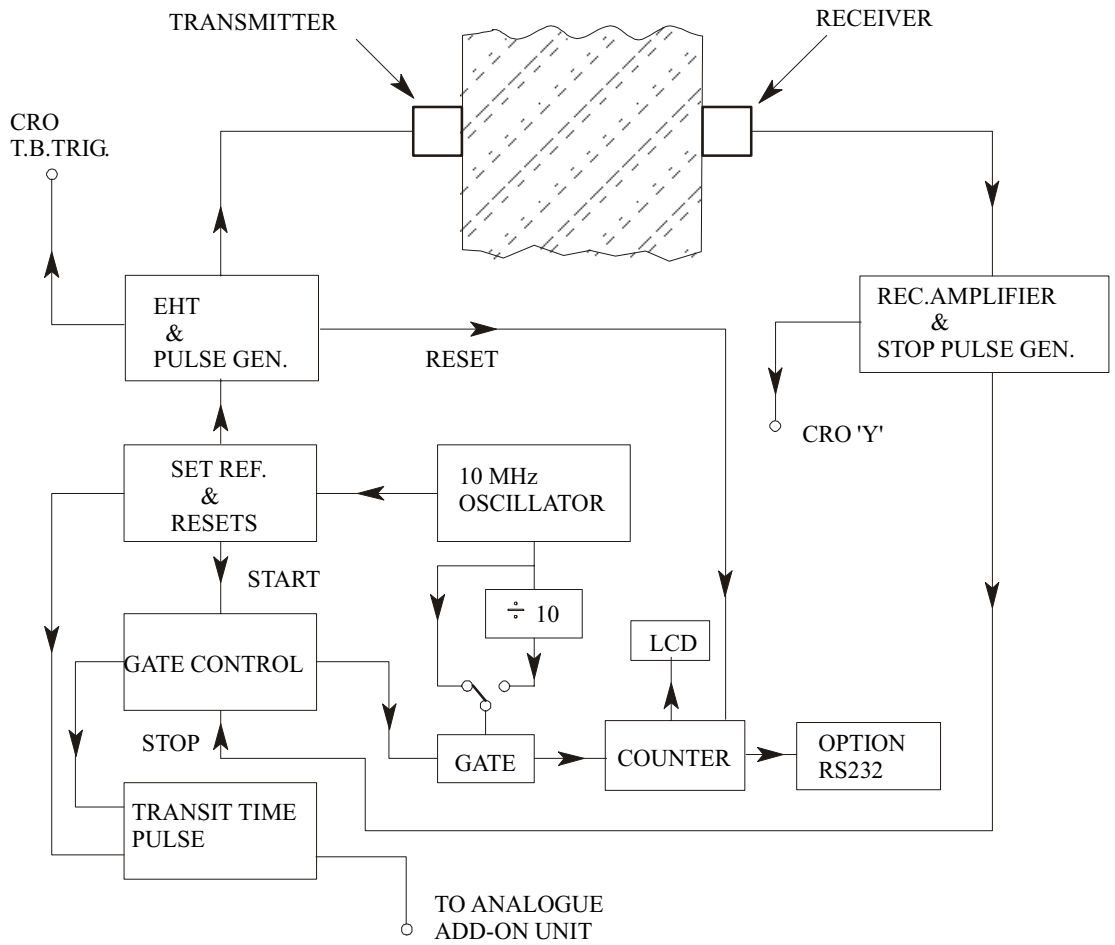 TRANSMITTER
RECEIVER
CRO
T.B.TRIG.
EHT
&
PULSE GEN.
RESET
REC.AMPLIFIER
&
STOP PULSE GEN.
CRO 'Y'
SET REF.
&
RESETS
10 MHz
OSCILLATOR
START
÷ 10
LCD
GATE CONTROL
STOP
GATE
COUNTER
OPTION
RS232
TRANSIT TIME
PULSE
TO ANALOGUE
ADD-ON UNIT